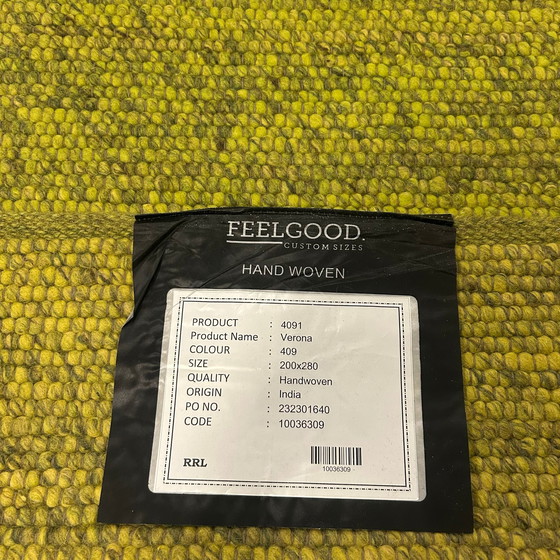 FEELGOOD.
CUSTOM SIZES
HAND WOVEN
PRODUCT : 4091
Product Name : Verona
COLOUR : 409
SIZE : 200x280
QUALITY : Handwoven
ORIGIN : India
PO NO. : 232301640
CODE : 10036309
RRL
10036309